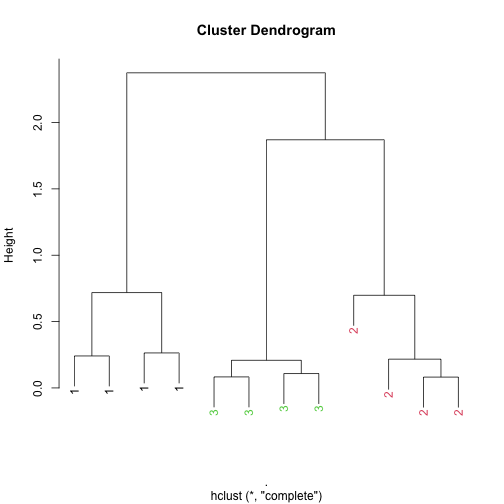 Cluster Dendrogram
Height
2.0
1.5
1.0
0.5
0.0
1 1 1 1 3 3 3 3 2 2 2 2
.
hclust (*, "complete")